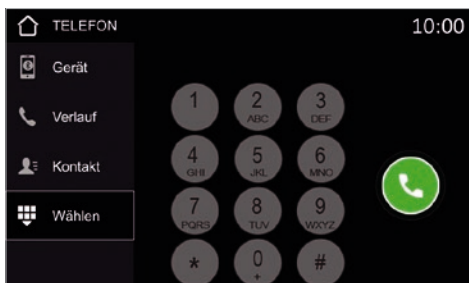 TELEFON 10:00
Gerät
Verlauf
Kontakt
Wählen
1 2 3
ABC DEF
4 5 6
GHI JKL MNO
7 8 9
PQRS TUV WXYZ
* 0 #
+